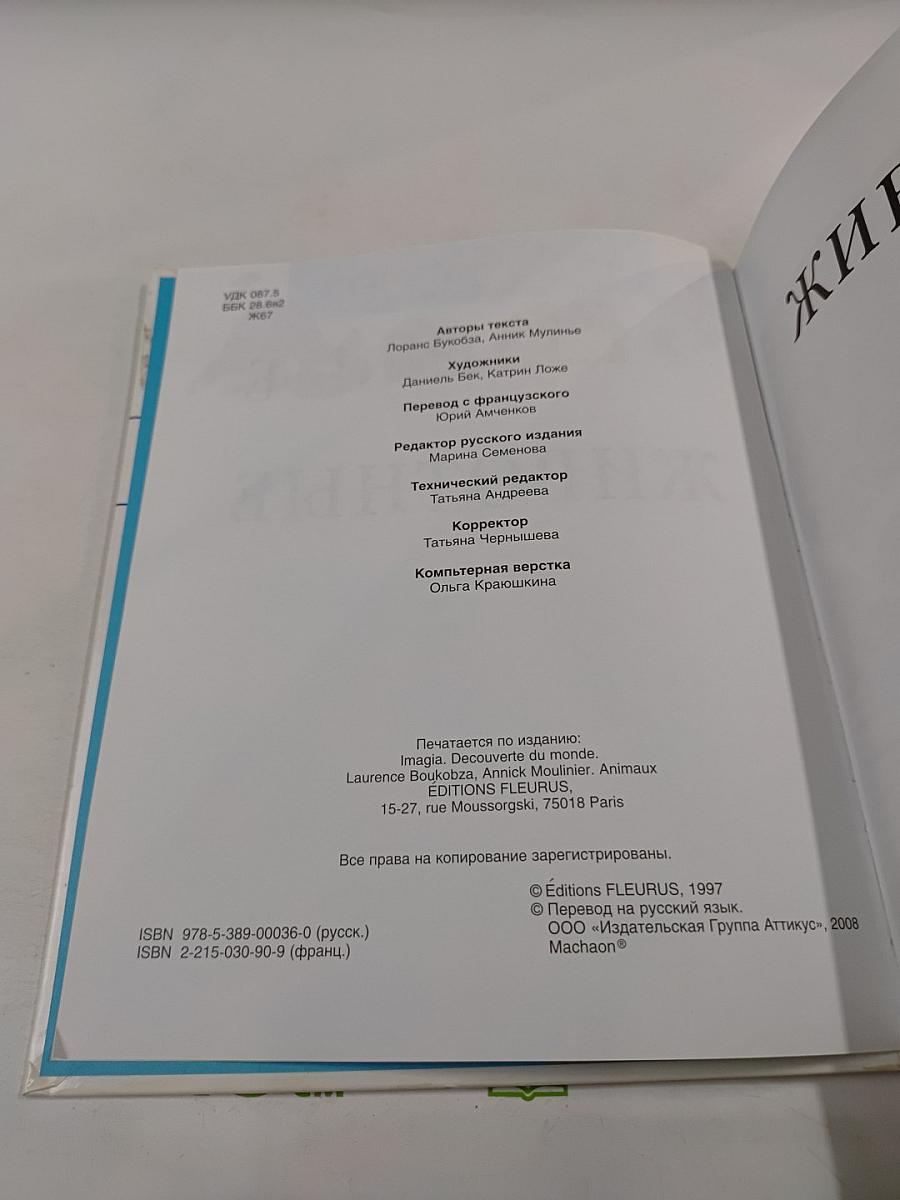 УДК 087.5
ББК 28.6я2
Ж67
Авторы текста
Лоранс Букобза, Анник Мулинье
Художники
Даниель Бек, Катрин Ложе
Перевод с французского
Юрий Амченков
Редактор русского издания
Марина Семенова
Технический редактор
Татьяна Андреева
Корректор
Татьяна Чернышева
Компьтерная верстка
Ольга Краюшкина
Печатается по изданию:
Imagia. Decouverte du monde.
Laurence Boukobza, Annick Moulinier. Animaux
ÉDITIONS FLEURUS,
15-27, rue Moussorgski, 75018 Paris
Все права на копирование зарегистрированы.
© Éditions FLEURUS, 1997
© Перевод на русский язык.
ООО «Издательская Группа Аттикус», 2008
Machaon®
ISBN 978-5-389-00036-0 (русск.)
ISBN 2-215-030-90-9 (франц.)
ЖИВ
см